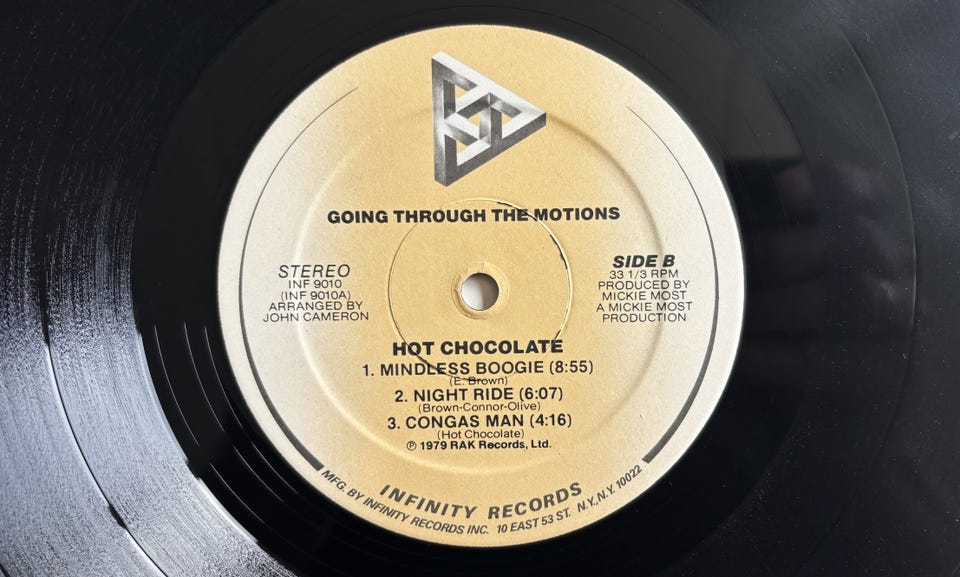 GOING THROUGH THE MOTIONS
STEREO
INF 9010
(INF 9010A)
ARRANGED BY
JOHN CAMERON
SIDE B
33 1/3 RPM
PRODUCED BY
MICKIE MOST
A MICKIE MOST
PRODUCTION
HOT CHOCOLATE
1. MINDLESS BOOGIE (8:55)
(E. Brown)
2. NIGHT RIDE (6:07)
(Brown-Connor-Olive)
3. CONGAS MAN (4:16)
(Hot Chocolate)
℗ 1979 RAK Records, Ltd.
INFINITY RECORDS
MFG. BY INFINITY RECORDS INC. 10 EAST 53 ST. N.Y., N.Y. 10022